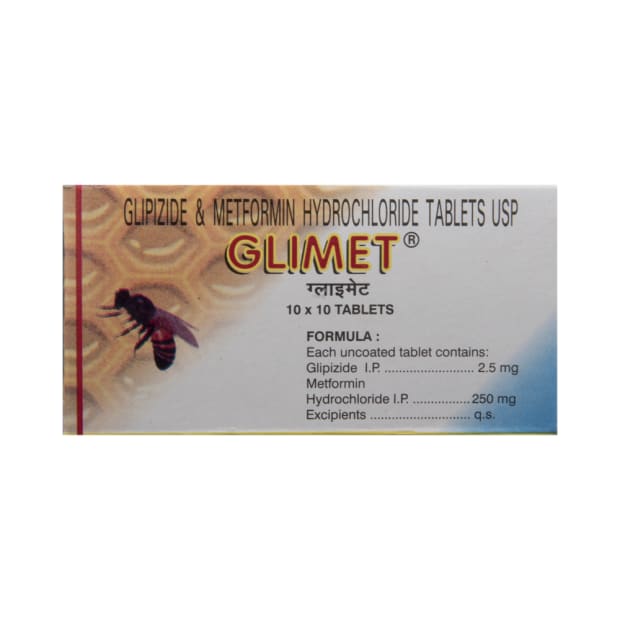 GLIPIZIDE & METFORMIN HYDROCHLORIDE TABLETS USP
GLIMET®
ग्लाइमेट
10 x 10 TABLETS
FORMULA :
Each uncoated tablet contains:
Glipizide I.P. .......................... 2.5 mg
Metformin
Hydrochloride I.P. ................. 250 mg
Excipients ............................. q.s.